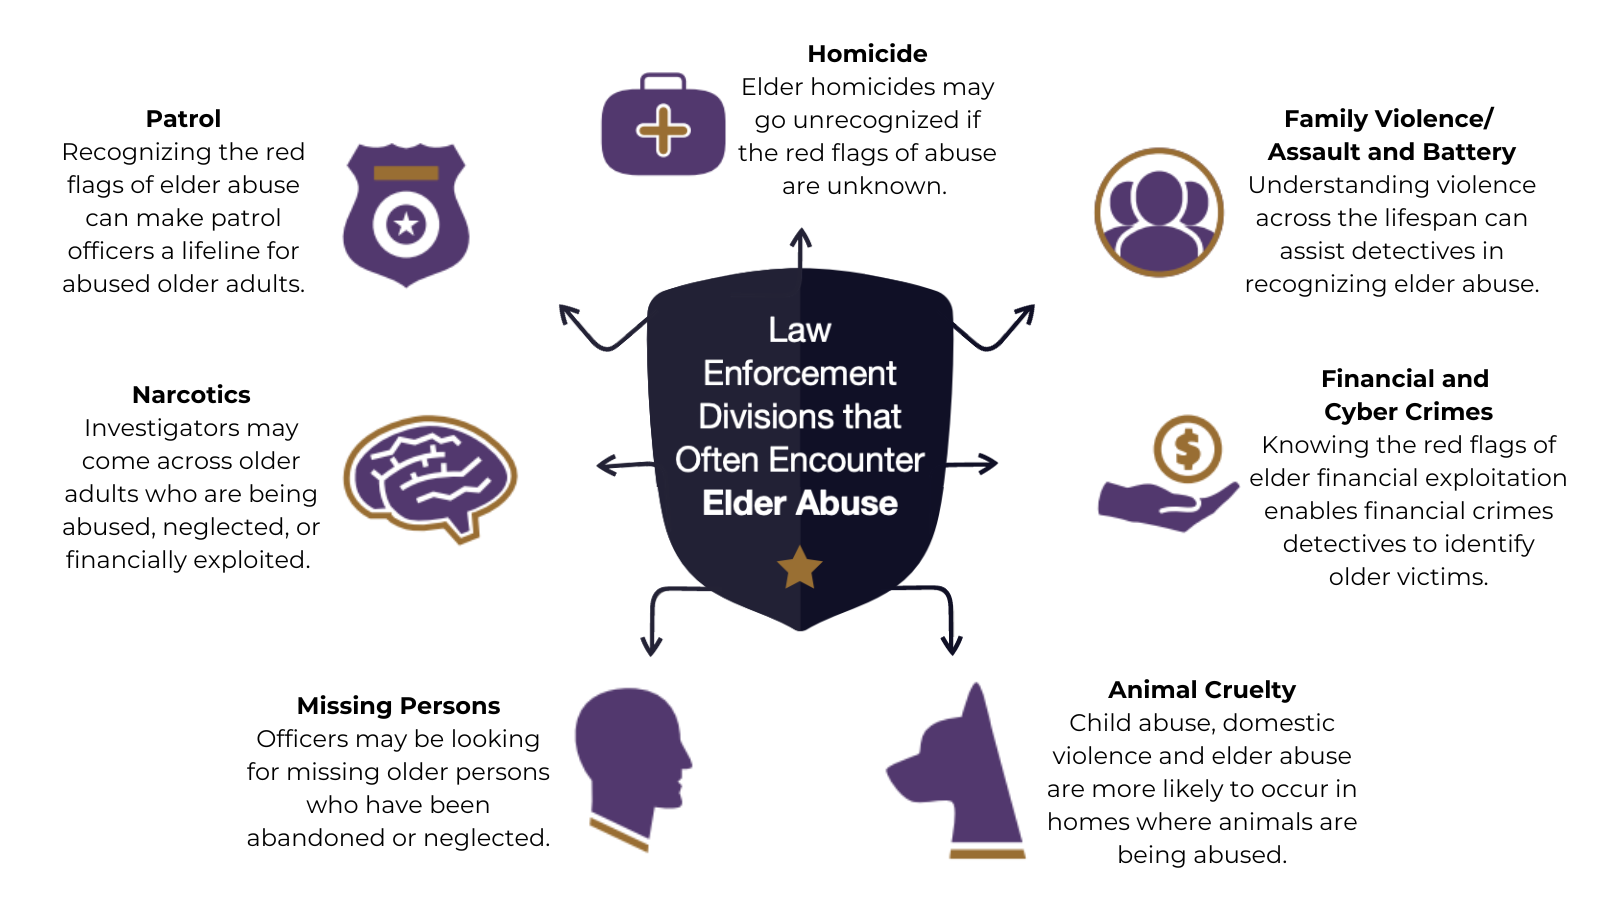 Homicide
Elder homicides may
go unrecognized if
the red flags of abuse
are unknown.
Patrol
Recognizing the red
flags of elder abuse
can make patrol
officers a lifeline for
abused older adults.
Family Violence/
Assault and Battery
Understanding violence
across the lifespan can
assist detectives in
recognizing elder abuse.
Law
Enforcement
Divisions that
Often Encounter
Elder Abuse
Narcotics
Investigators may
come across older
adults who are being
abused, neglected, or
financially exploited.
Financial and
Cyber Crimes
Knowing the red flags of
elder financial exploitation
enables financial crimes
detectives to identify
older victims.
$
Missing Persons
Officers may be looking
for missing older persons
who have been
abandoned or neglected.
Animal Cruelty
Child abuse, domestic
violence and elder abuse
are more likely to occur in
homes where animals are
being abused.